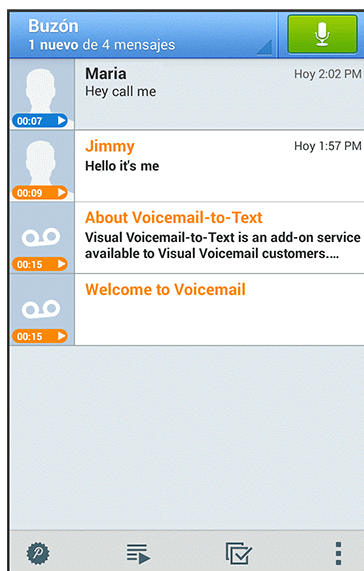 Buzón
1 nuevo de 4 mensajes
Maria
Hoy 2:02 PM
Hey call me
00:07
Jimmy
Hoy 1:57 PM
Hello it's me
00:09
About Voicemail-to-Text
Visual Voicemail-to-Text is an add-on service
available to Visual Voicemail customers....
00:15
Welcome to Voicemail
00:15